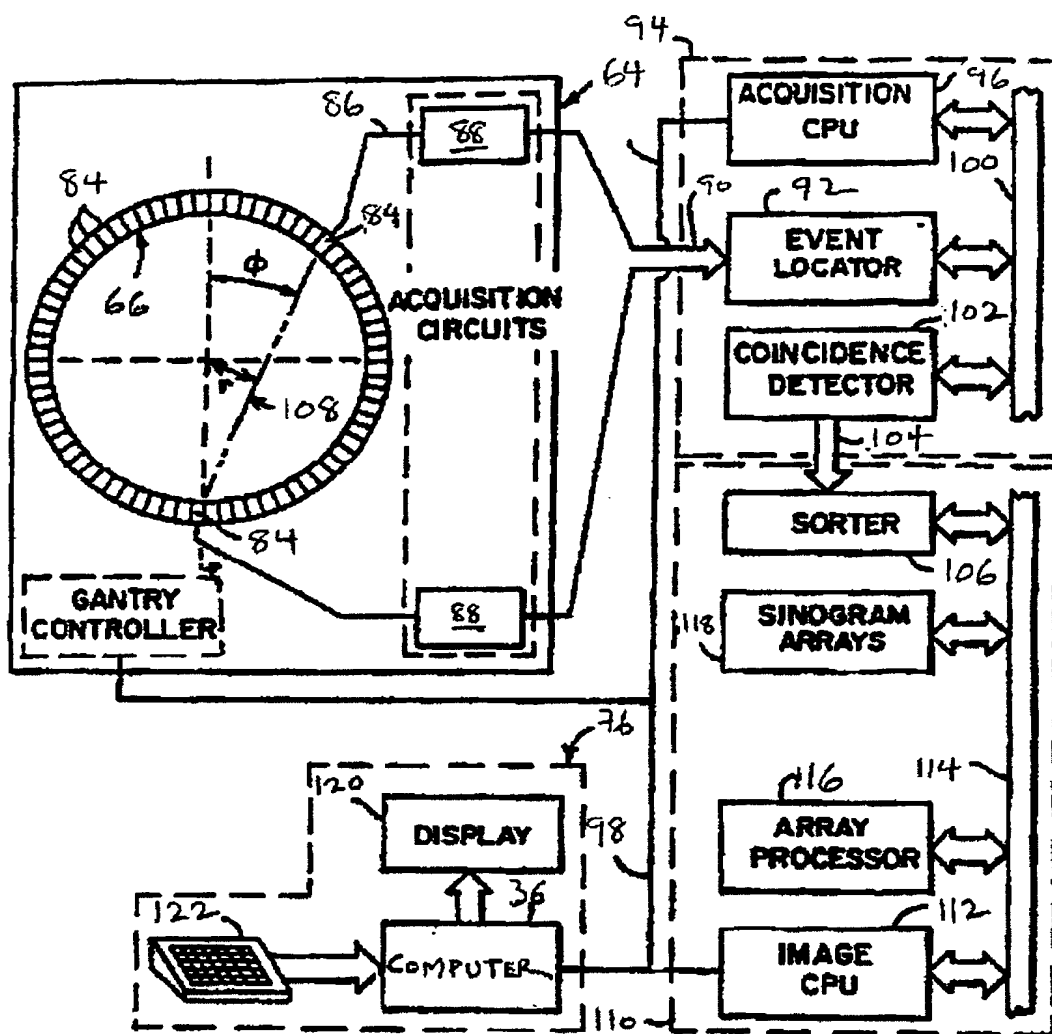 94
64
96
ACQUISITION
CPU
86
88
100
84
84
90
92
EVENT
LOCATOR
ϕ
66
ACQUISITION
CIRCUITS
102
COINCIDENCE
DETECTOR
r
108
104
84
SORTER
106
GANTRY
CONTROLLER
88
118
SINOGRAM
ARRAYS
76
120
DISPLAY
98
116
114
ARRAY
PROCESSOR
36
122
COMPUTER
112
IMAGE
CPU
110